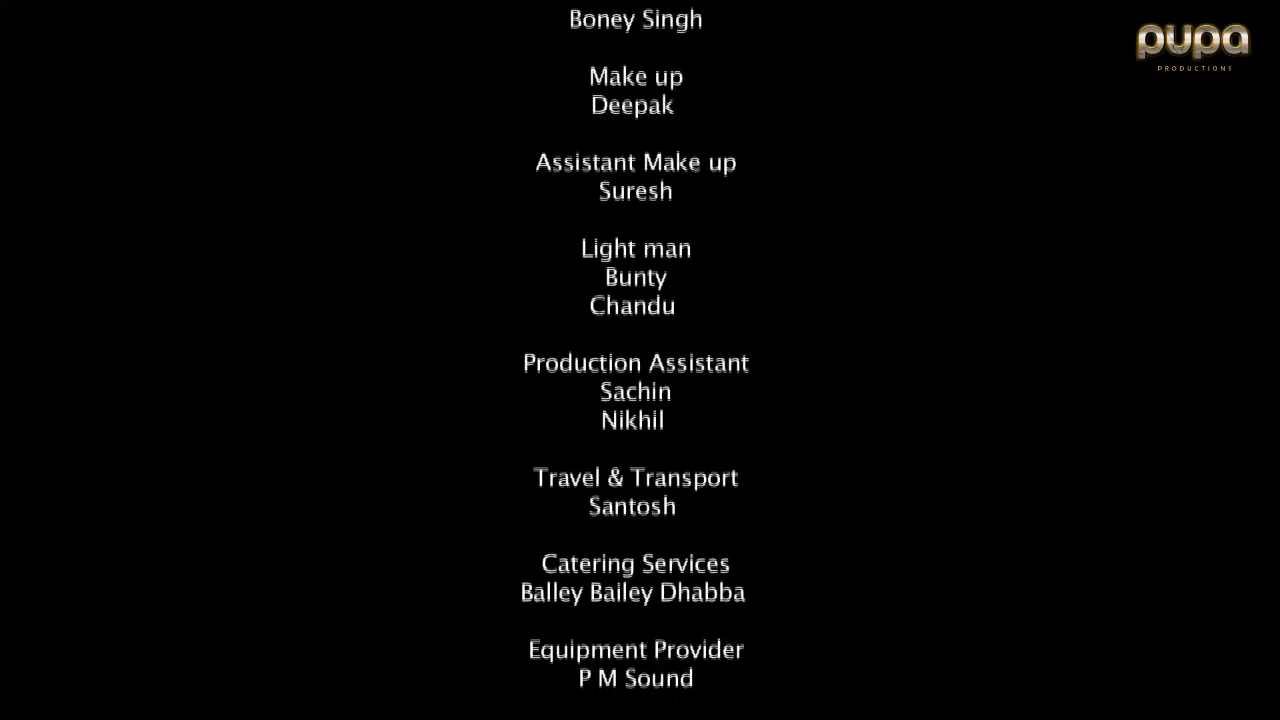 Boney Singh
pupa
PRODUCTIONS
Make up
Deepak
Assistant Make up
Suresh
Light man
Bunty
Chandu
Production Assistant
Sachin
Nikhil
Travel & Transport
Santosh
Catering Services
Balley Bailey Dhabba
Equipment Provider
P M Sound